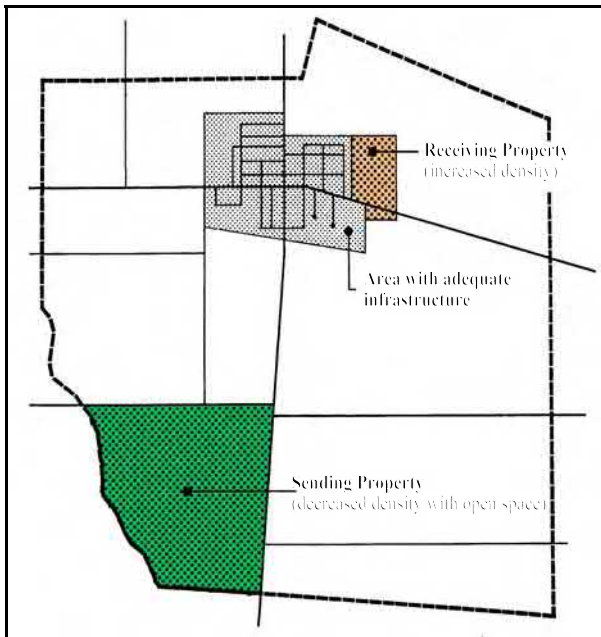 Receiving Property
(increased density)
Area with adequate
infrastructure
Sending Property
(decreased density with open space)